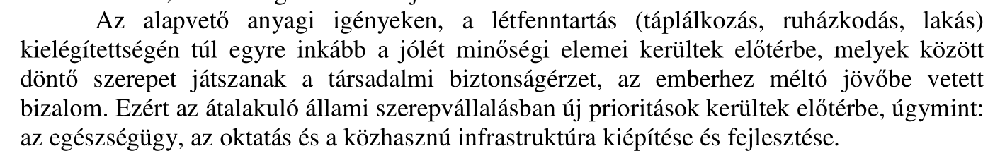 Az alapvető anyagi igényeken, a létfenntartás (táplálkozás, ruházkodás, lakás)
kielégítettségén túl egyre inkább a jólét minőségi elemei kerültek előtérbe, melyek között
döntő szerepet játszanak a társadalmi biztonságérzet, az emberhez méltó jövőbe vetett
bizalom. Ezért az átalakuló állami szerepvállalásban új prioritások kerültek előtérbe, úgymint:
az egészségügy, az oktatás és a közhasznú infrastruktúra kiépítése és fejlesztése.